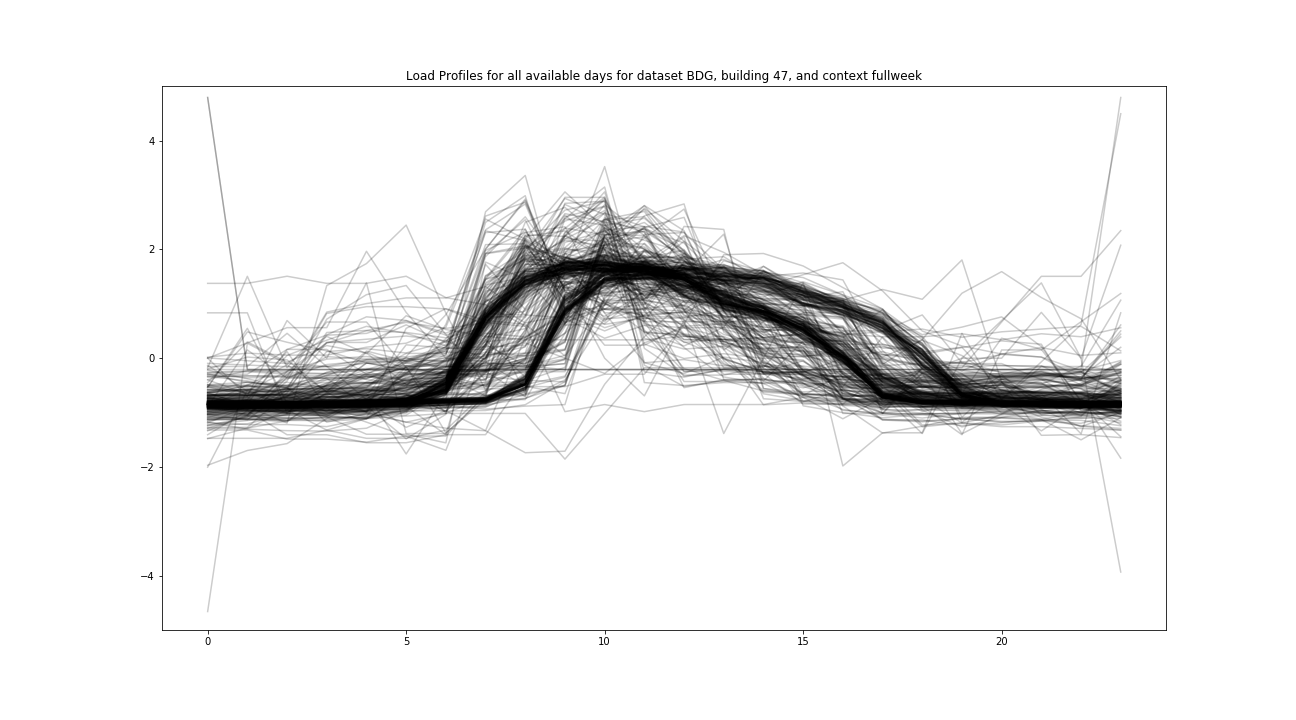 Load Profiles for all available days for dataset BDG, building 47, and context fullweek
4
2
0
−2
−4
0 5 10 15 20